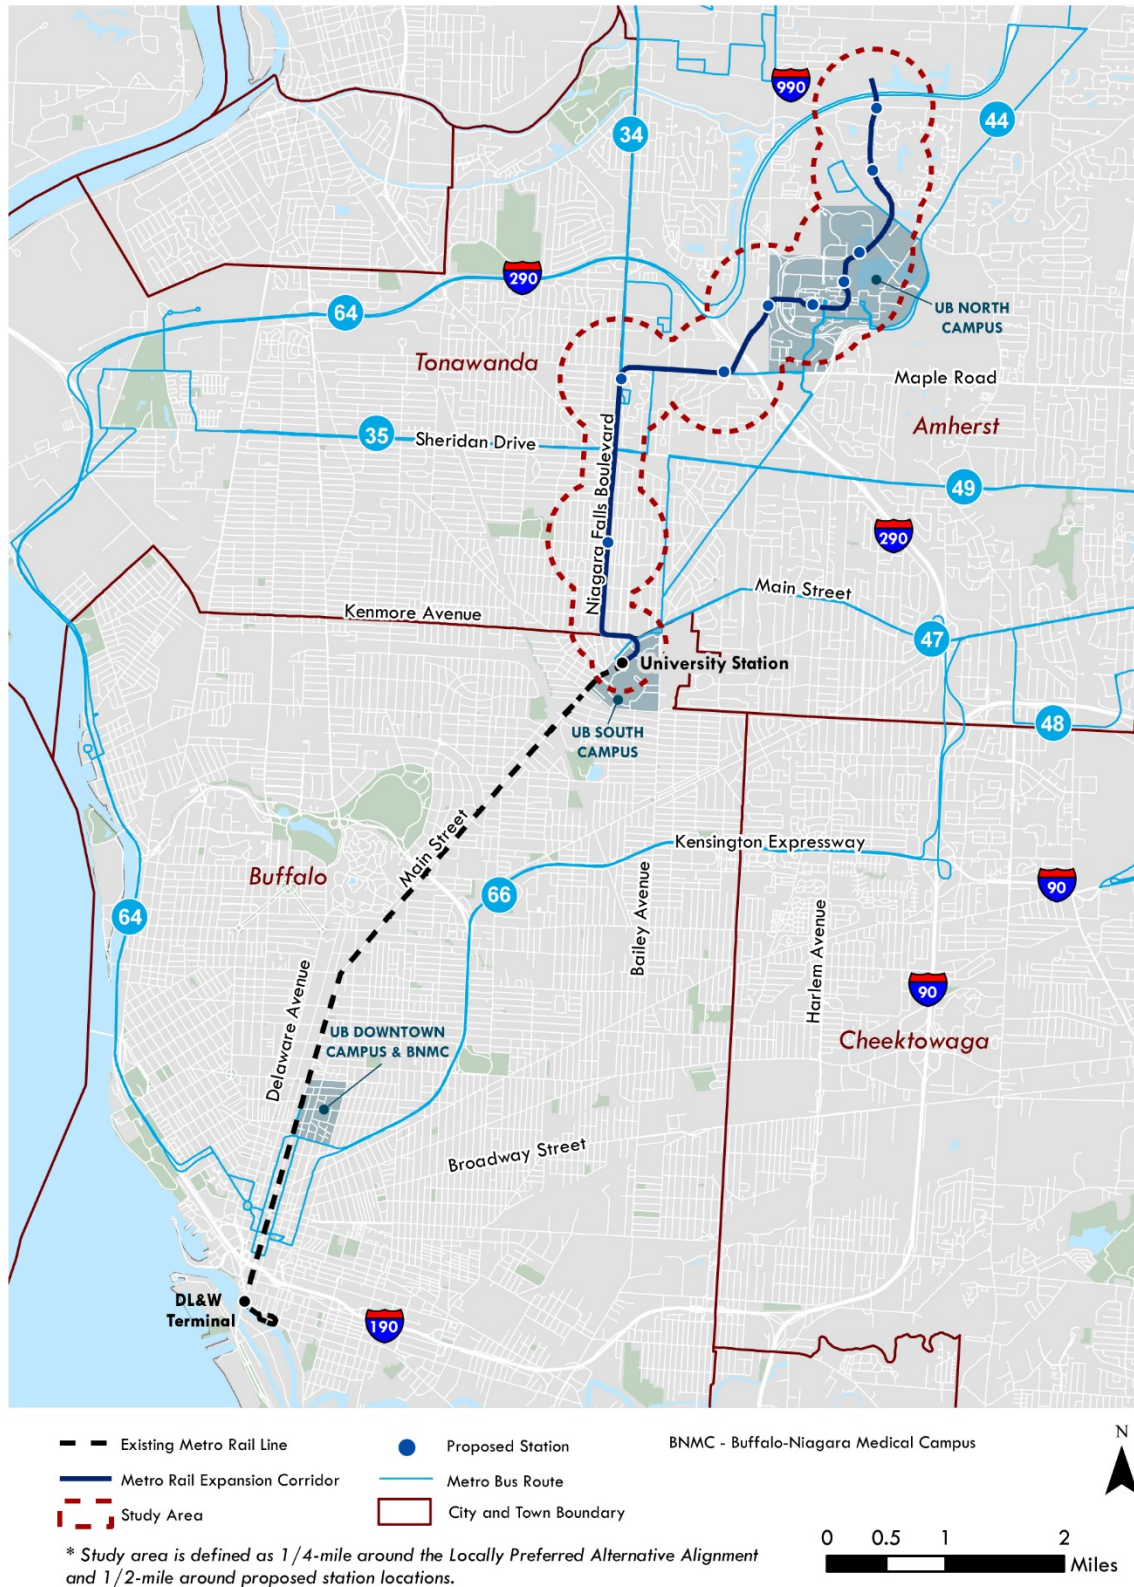 990
34
44
290
64
UB NORTH
CAMPUS
Tonawanda
Maple Road
Amherst
35
Sheridan Drive
Niagara Falls Boulevard
49
290
Main Street
Kenmore Avenue
47
University Station
48
UB SOUTH
CAMPUS
Main Street
Kensington Expressway
Buffalo
66
90
64
Bailey Avenue
Harlem Avenue
90
Delaware Avenue
UB DOWNTOWN
CAMPUS & BNMC
Cheektowaga
Broadway Street
DL&W
Terminal
190
Existing Metro Rail Line
Proposed Station
BNMC - Buffalo-Niagara Medical Campus
N
Metro Rail Expansion Corridor
Metro Bus Route
Study Area
City and Town Boundary
* Study area is defined as 1/4-mile around the Locally Preferred Alternative Alignment
and 1/2-mile around proposed station locations.
0 0.5 1 2
Miles